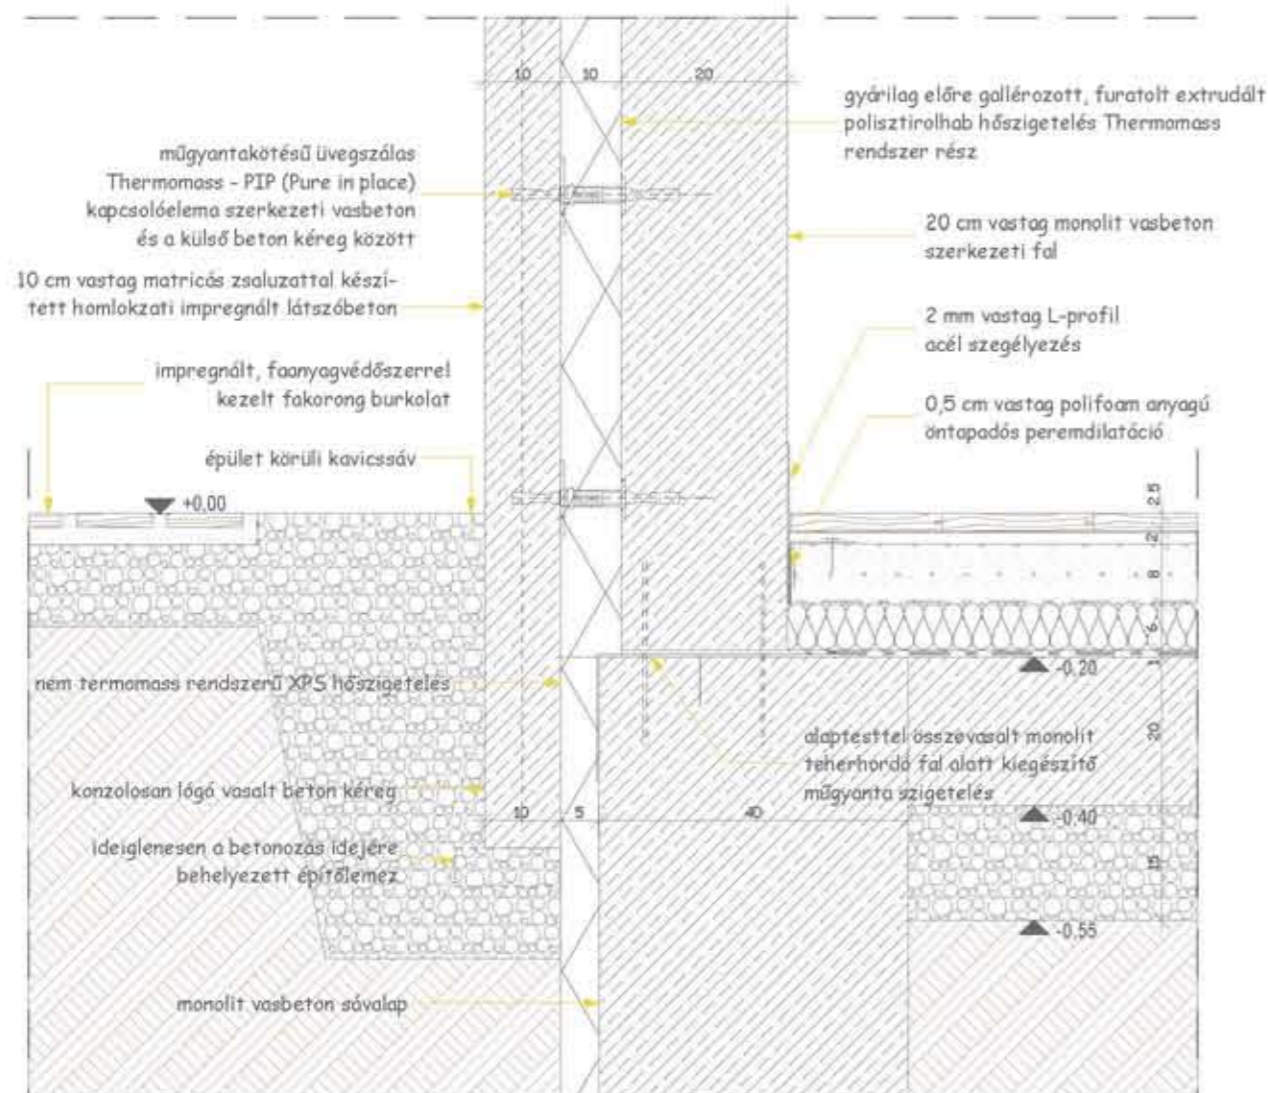 10 10 20
gyárilag előre gallérozott, furatolt extrudált
polisztirolhab hőszigetelés Thermomass
rendszer rész
műgyantakötésű üvegszálas
Thermomass - PIP (Pure in place)
kapcsolóelema szerkezeti vasbeton
és a külső beton kéreg között
20 cm vastag monolit vasbeton
szerkezeti fal
10 cm vastag matricás zsaluzattal készí-
tett homlokzati impregnált látszóbeton
2 mm vastag L-profil
acél szegélyezés
impregnált, faanyagvédőszerrel
kezelt fakorong burkolat
0,5 cm vastag polifoam anyagú
öntapadós peremdilatáció
épület körüli kavicssáv
+0,00
2.5
2
8
6
1
-0,20
nem termomass rendszerű XPS hőszigetelés
20
alaptesttel összevasalt monolit
teherhordó fal alatt kiegészítő
műgyanta szigetelés
konzolosan lógó vasalt beton kéreg
10 5 40
-0,40
ideiglenesen a betonozás idejére
behelyezett építőlemez
15
-0,55
monolit vasbeton sávalap